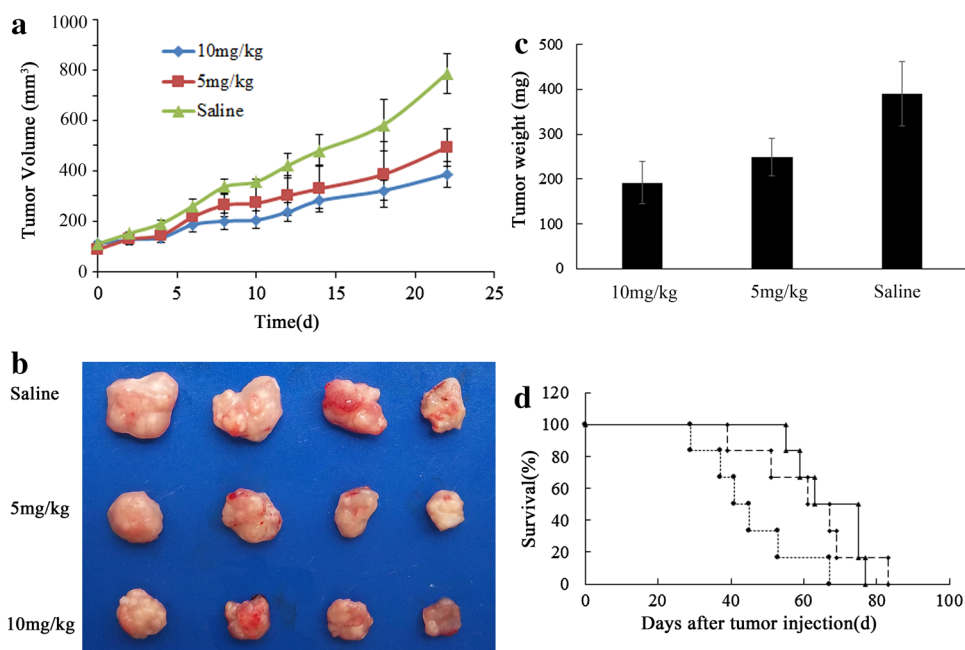 a
1000
800
600
400
200
0
0 5 10 15 20 25
Tumor Volume (mm³)
Time(d)
10mg/kg
5mg/kg
Saline
c
500
400
300
200
100
0
Tumor weight (mg)
10mg/kg 5mg/kg Saline
b
Saline
5mg/kg
10mg/kg
d
100
80
60
40
20
0
0 20 40 60 80 100
Survival(%)
Days after tumor injection(d)